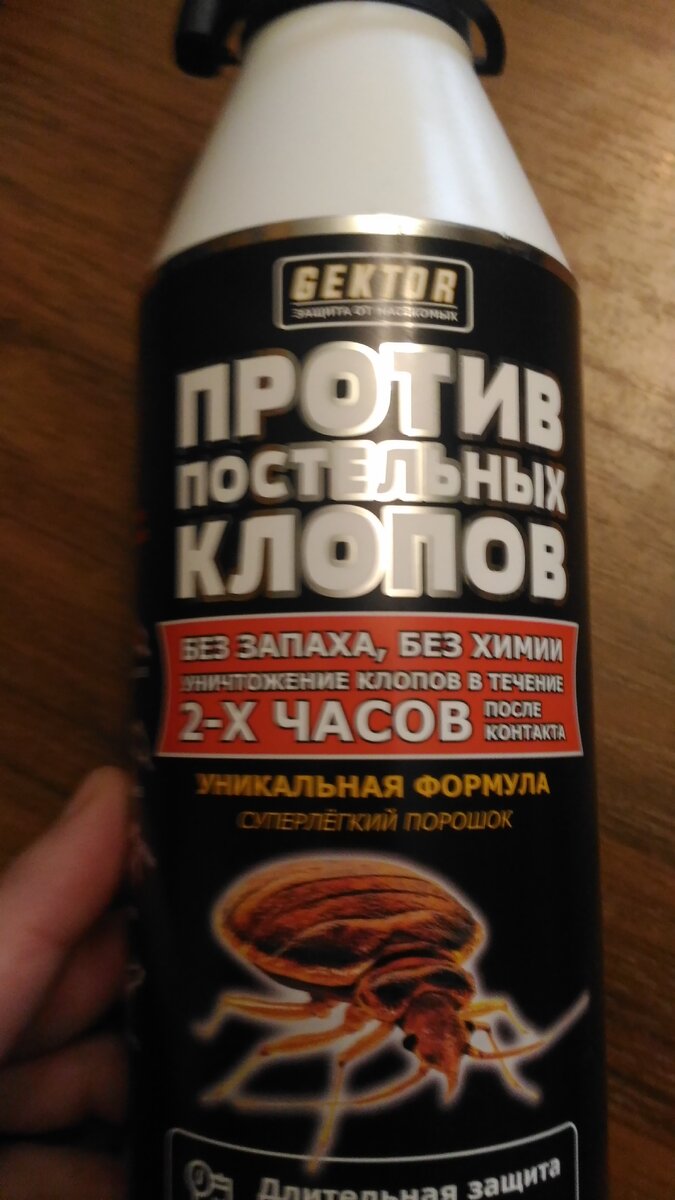 GEKTOR
ЗАЩИТА ОТ НАСЕКОМЫХ
ПРОТИВ
ПОСТЕЛЬНЫХ
КЛОПОВ
БЕЗ ЗАПАХА, БЕЗ ХИМИИ
УНИЧТОЖЕНИЕ КЛОПОВ В ТЕЧЕНИЕ
2-Х ЧАСОВ ПОСЛЕ
КОНТАКТА
УНИКАЛЬНАЯ ФОРМУЛА
СУПЕРЛЁГКИЙ ПОРОШОК
Длительная защита